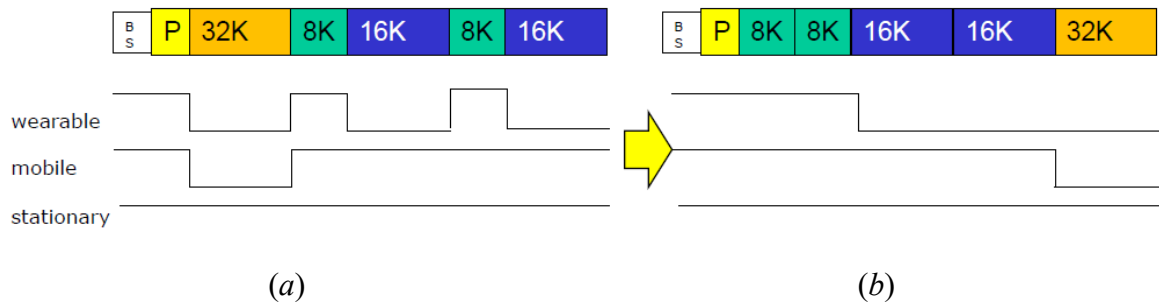 B S P 32K 8K 16K 8K 16K
B S P 8K 8K 16K 16K 32K
wearable
mobile
stationary
(a)
(b)